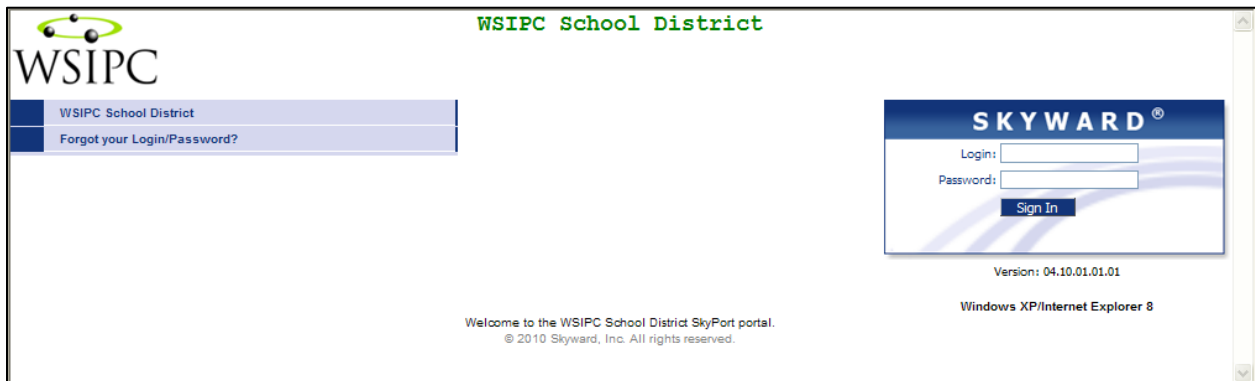 WSIPC School District
WSIPC
WSIPC School District
Forgot your Login/Password?
SKYWARD®
Login:
Password:
Sign In
Version: 04.10.01.01.01
Windows XP/Internet Explorer 8
Welcome to the WSIPC School District SkyPort portal.
© 2010 Skyward, Inc. All rights reserved.